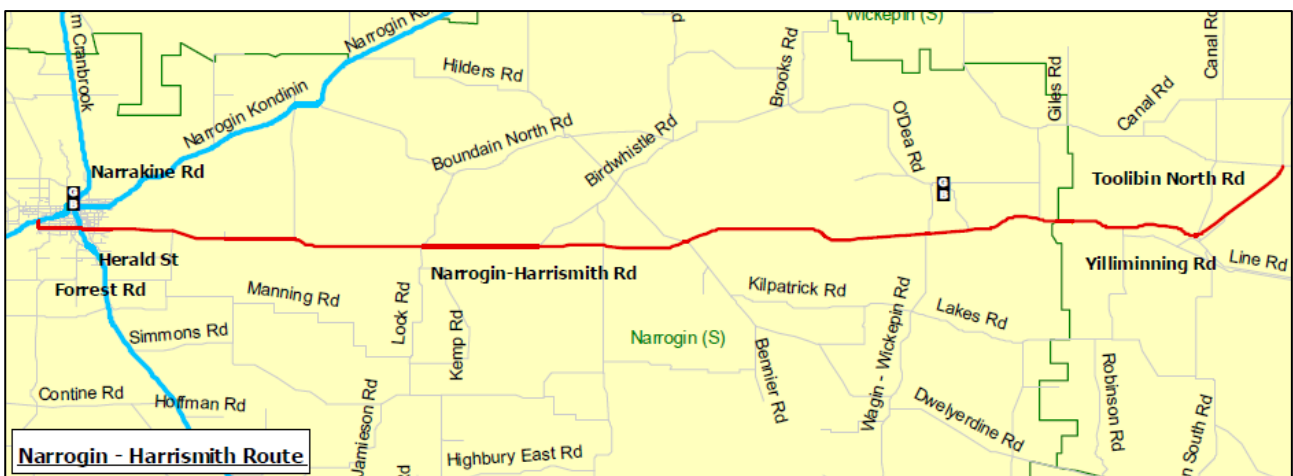 Wickepin (S)
Narrogin Ko
m Cranbrook
Hilders Rd
Brooks Rd
Giles Rd
Canal Rd
Canal Rd
Narrogin Kondinin
O'Dea Rd
Boundain North Rd
Birdwhistle Rd
Narrakine Rd
Toolibin North Rd
Herald St
Narrogin-Harrismith Rd
Yilliminning Rd
Line Rd
Forrest Rd
Manning Rd
Lock Rd
Kilpatrick Rd
Simmons Rd
Kemp Rd
Narrogin (S)
Bennier Rd
Wagin - Wickepin Rd
Lakes Rd
Robinson Rd
Contine Rd
Hoffman Rd
Jamieson Rd
Dwelyerdine Rd
n South Rd
Narrogin - Harrismith Route
Highbury East Rd